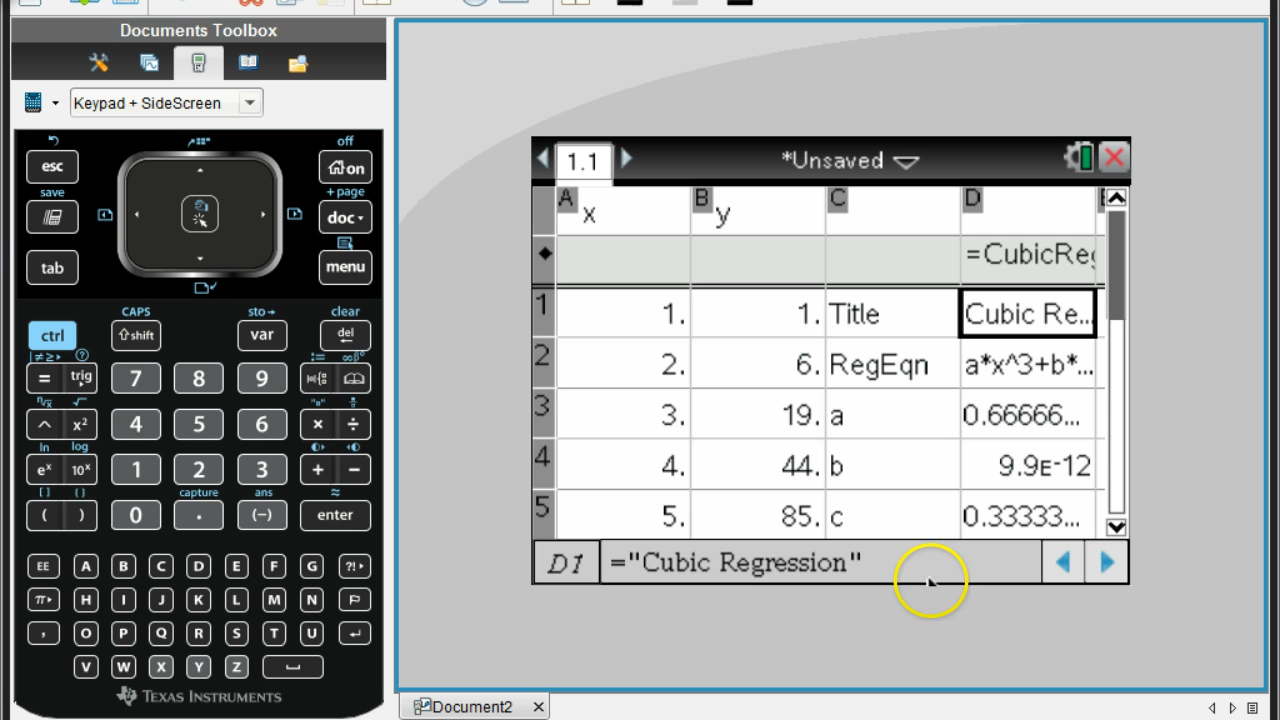 Documents Toolbox
Keypad + SideScreen
off
esc
on
save
+ page
doc
tab
menu
CAPS
sto→
clear
ctrl
⇧shift
var
del
|≠≥▸
:=
∞β°
=
trig
7
8
9
ⁿ√x
√
"□"
^
x²
4
5
6
×
÷
ln
log
eˣ
10ˣ
1
2
3
+
−
[ ]
{ }
capture
ans
≈
(
)
0
.
(−)
enter
EE
A
B
C
D
E
F
G
?!▸
π▸
H
I
J
K
L
M
N
,
O
P
Q
R
S
T
U
V
W
X
Y
Z
TEXAS INSTRUMENTS
1.1
*Unsaved
A x
B y
C
D
=CubicReg
1 1. 1. Title Cubic Re...
2 2. 6. RegEqn a*x^3+b*...
3 3. 19. a 0.66666...
4 4. 44. b 9.9E-12
5 5. 85. c 0.33333...
D1 ="Cubic Regression"
Document2